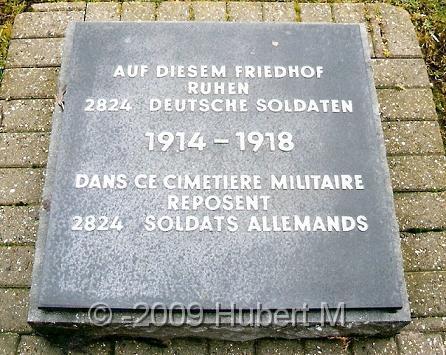 AUF DIESEM FRIEDHOF
RUHEN
2824 DEUTSCHE SOLDATEN
1914 - 1918
DANS CE CIMETIERE MILITAIRE
REPOSENT
2824 SOLDATS ALLEMANDS
© -2009 Hubert M